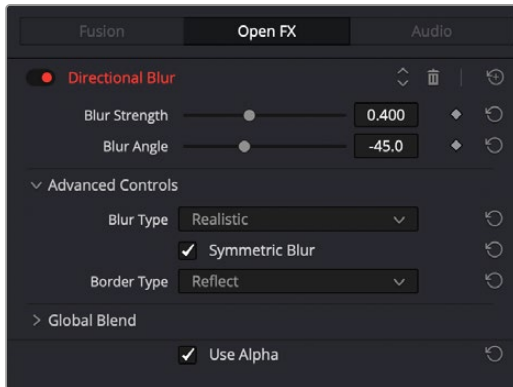 Fusion Open FX Audio
Directional Blur
Blur Strength 0.400
Blur Angle -45.0
Advanced Controls
Blur Type Realistic
Symmetric Blur
Border Type Reflect
Global Blend
Use Alpha